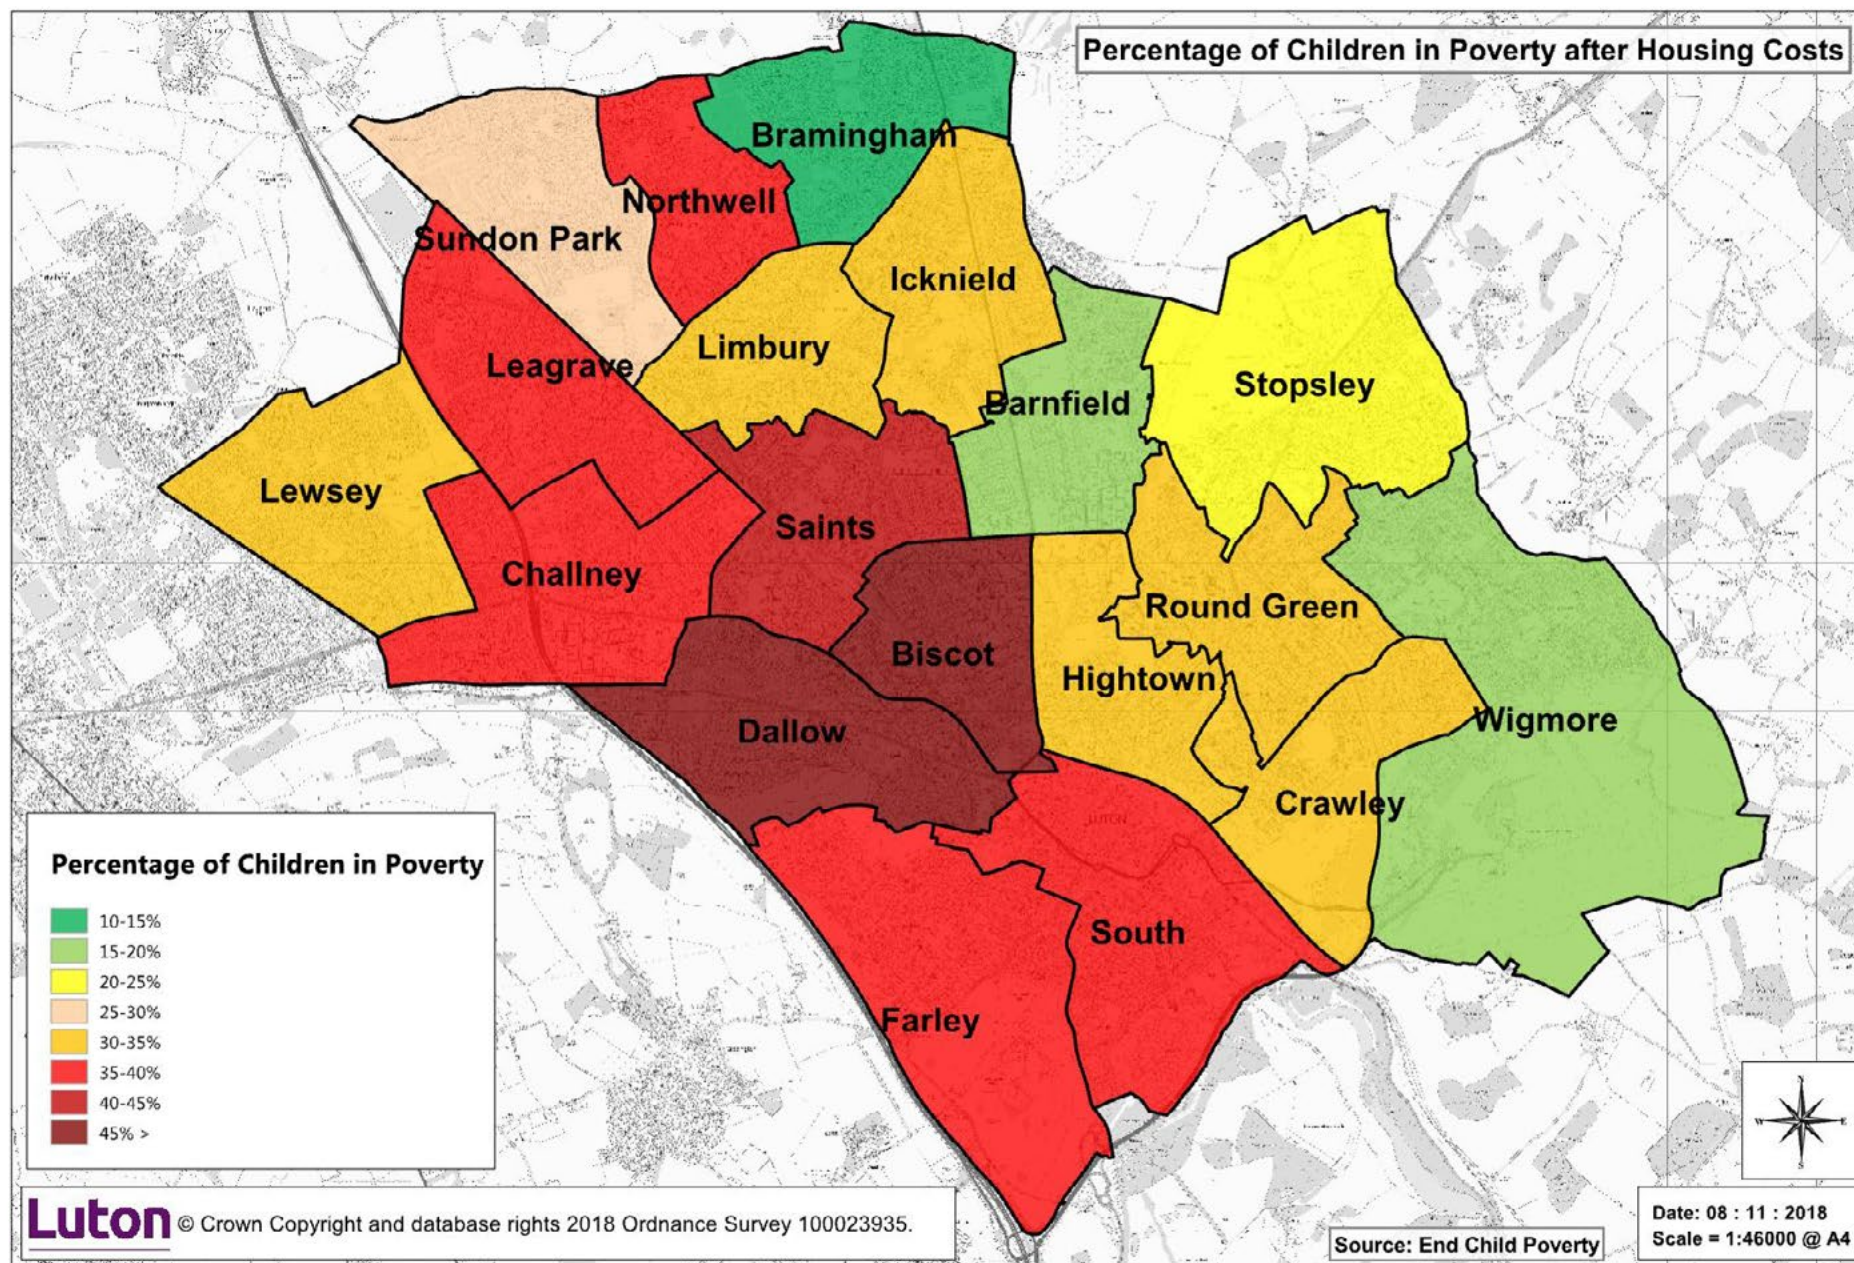 Percentage of Children in Poverty after Housing Costs
Bramingham
Northwell
Sundon Park
Icknield
Limbury
Leagrave
Stopsley
Barnfield
Lewsey
Saints
Challney
Round Green
Biscot
Hightown
Wigmore
Dallow
Crawley
LUTON
South
Farley
Percentage of Children in Poverty
10-15%
15-20%
20-25%
25-30%
30-35%
35-40%
40-45%
45% >
N
W E
S
Luton © Crown Copyright and database rights 2018 Ordnance Survey 100023935.
Source: End Child Poverty
Date: 08 : 11 : 2018
Scale = 1:46000 @ A4